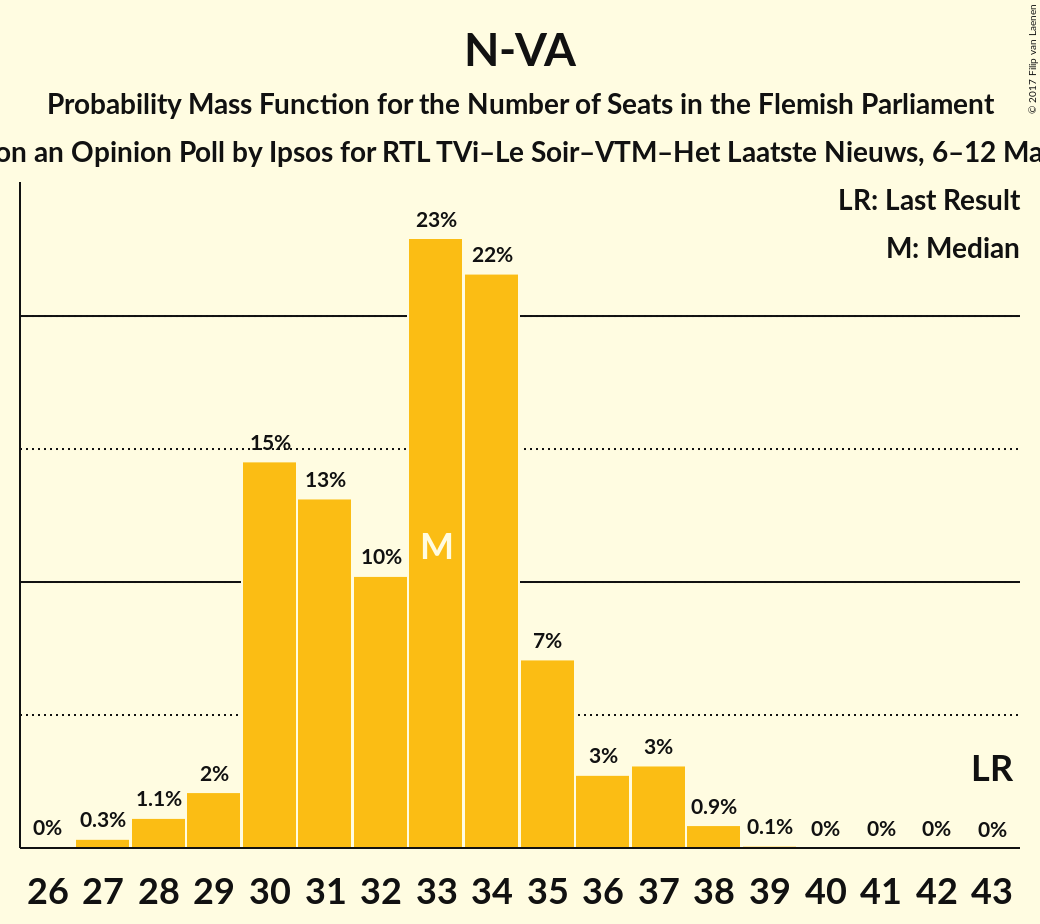 N-VA
Probability Mass Function for the Number of Seats in the Flemish Parliament
on an Opinion Poll by Ipsos for RTL TVi–Le Soir–VTM–Het Laatste Nieuws, 6–12 Ma
© 2017 Filip van Laenen
LR: Last Result
M: Median
23%
22%
15%
13%
10%
M
7%
3%
3%
2%
1.1%
0.3%
0%
0.9%
0.1%
0%
0%
0%
0%
LR
26 27 28 29 30 31 32 33 34 35 36 37 38 39 40 41 42 43